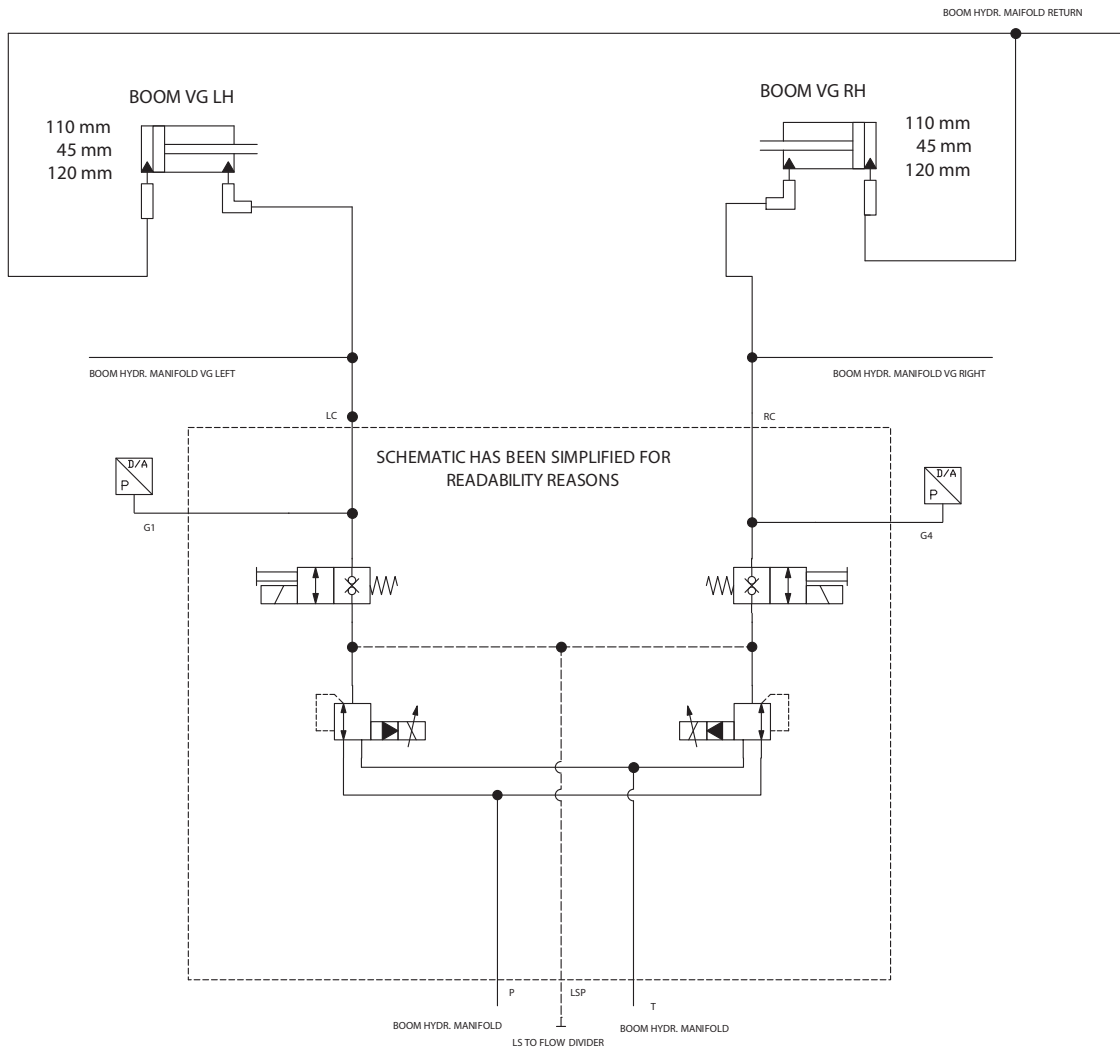 BOOM HYDR. MAIFOLD RETURN
BOOM VG LH
110 mm
45 mm
120 mm
BOOM VG RH
110 mm
45 mm
120 mm
BOOM HYDR. MANIFOLD VG LEFT
BOOM HYDR. MANIFOLD VG RIGHT
LC
RC
SCHEMATIC HAS BEEN SIMPLIFIED FOR
READABILITY REASONS
D/A
P
G1
D/A
P
G4
P
LSP
T
BOOM HYDR. MANIFOLD
BOOM HYDR. MANIFOLD
LS TO FLOW DIVIDER